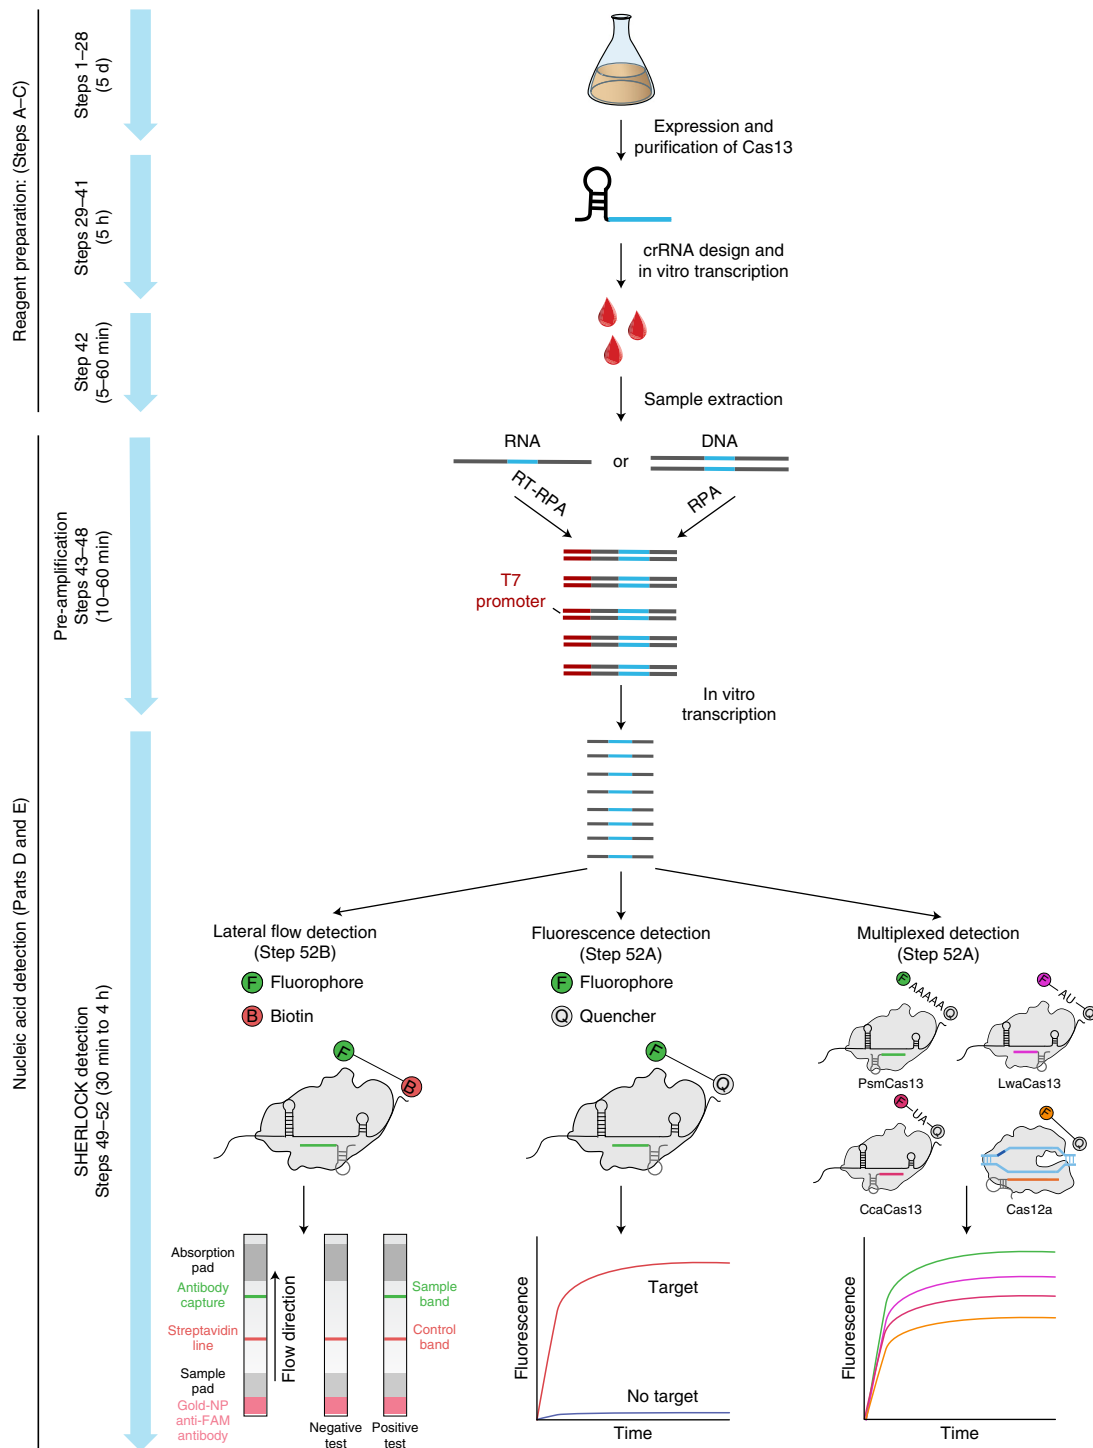 Reagent preparation: (Steps A–C)
Steps 1–28
(5 d)
Steps 29–41
(5 h)
Step 42
(5–60 min)
Expression and
purification of Cas13
crRNA design and
in vitro transcription
Sample extraction
Nucleic acid detection (Parts D and E)
Pre-amplification
Steps 43–48
(10–60 min)
RNA
or
DNA
RT-RPA
RPA
T7
promoter
In vitro
transcription
SHERLOCK detection
Steps 49–52 (30 min to 4 h)
Lateral flow detection
(Step 52B)
F Fluorophore
B Biotin
F
B
Absorption
pad
Antibody
capture
Streptavidin
line
Sample
pad
Gold-NP
anti-FAM
antibody
Flow direction
Sample
band
Control
band
Negative
test
Positive
test
Fluorescence detection
(Step 52A)
F Fluorophore
Q Quencher
F
Q
Fluorescence
Target
No target
Time
Multiplexed detection
(Step 52A)
F AAAAA Q
PsmCas13
F AU Q
LwaCas13
F UA Q
CcaCas13
F Q
Cas12a
Fluorescence
Time